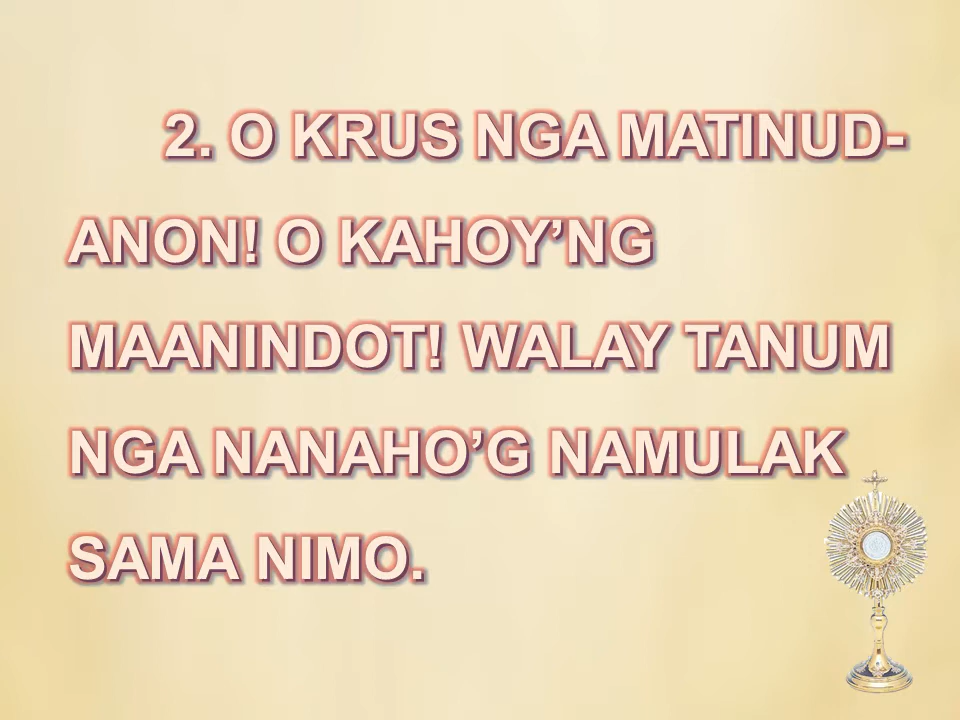 2. O KRUS NGA MATINUD-
ANON! O KAHOY’NG
MAANINDOT! WALAY TANUM
NGA NANAHO’G NAMULAK
SAMA NIMO.